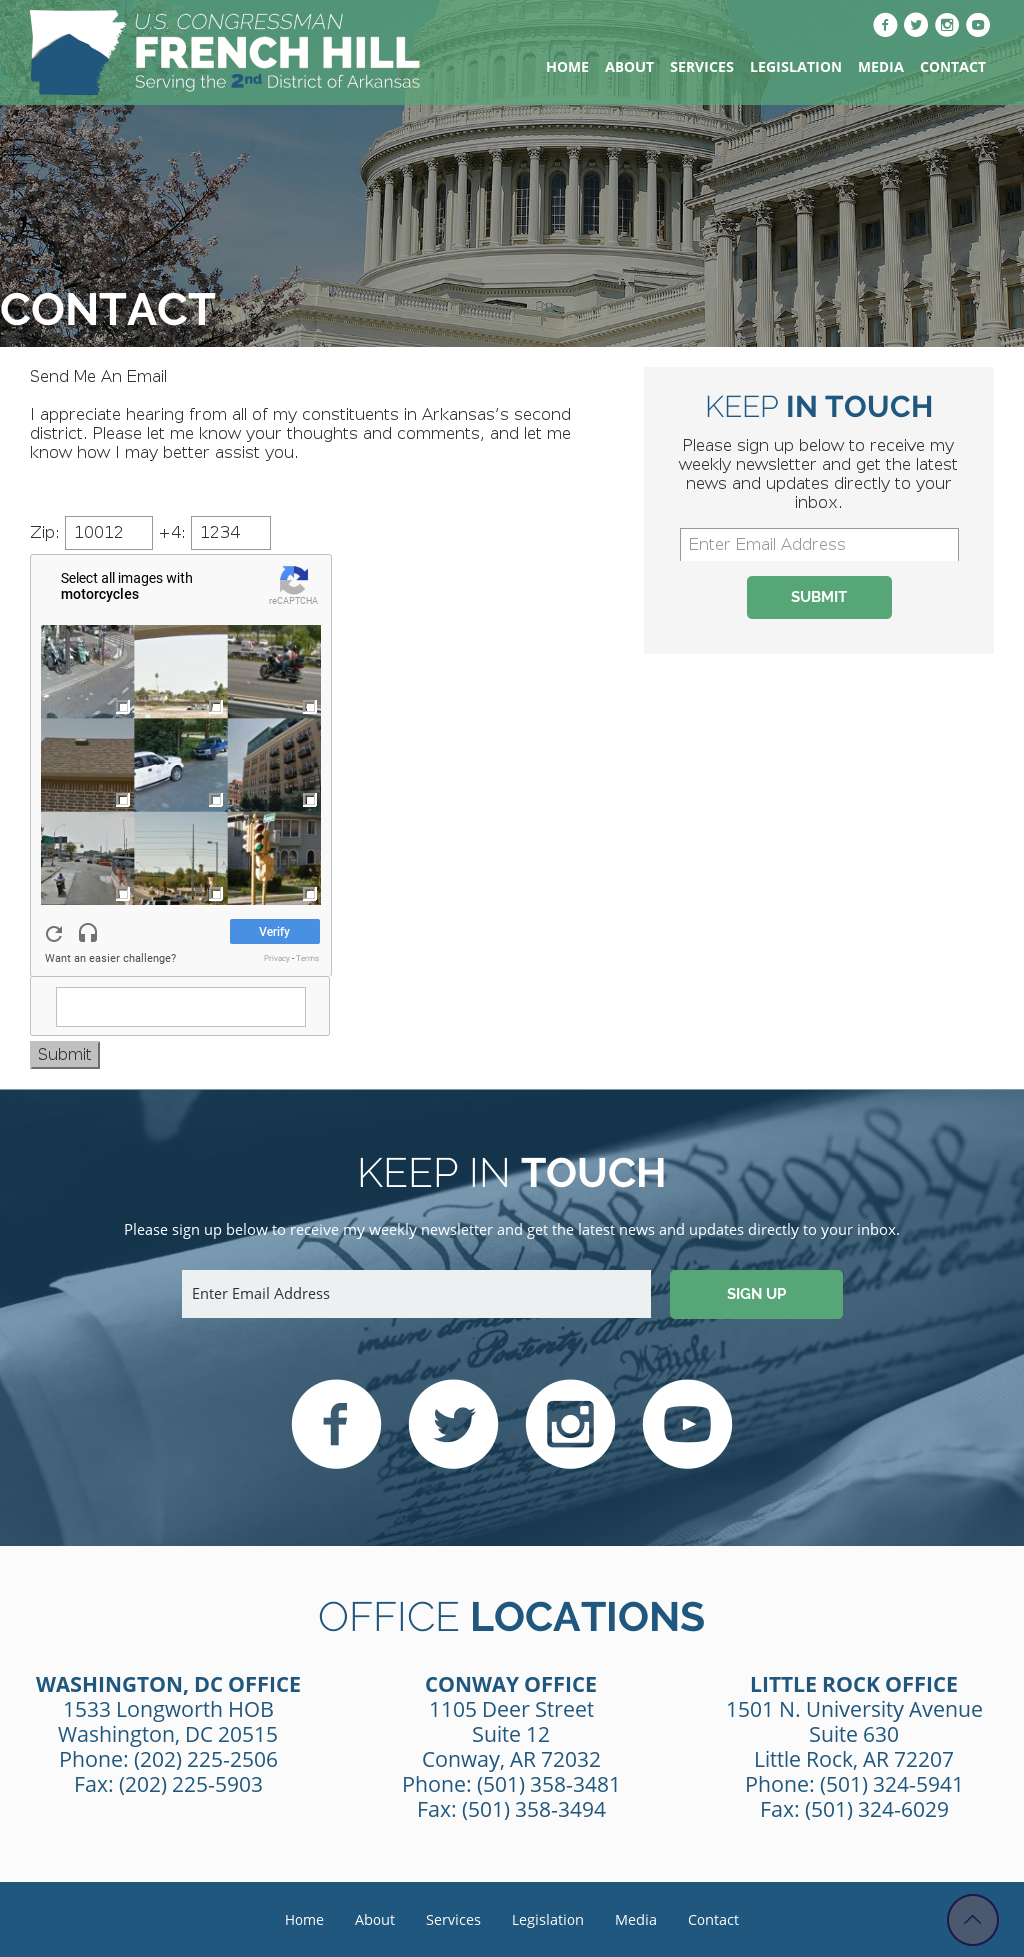 U.S. CONGRESSMAN
FRENCH HILL
Serving the 2nd District of Arkansas
HOME ABOUT SERVICES LEGISLATION MEDIA CONTACT
CONTACT
Send Me An Email
I appreciate hearing from all of my constituents in Arkansas's second
district. Please let me know your thoughts and comments, and let me
know how I may better assist you.
Zip: 10012 +4: 1234
Select all images with
motorcycles
reCAPTCHA
Verify
Want an easier challenge?
Privacy - Terms
Submit
KEEP IN TOUCH
Please sign up below to receive my
weekly newsletter and get the latest
news and updates directly to your
inbox.
Enter Email Address
SUBMIT
KEEP IN TOUCH
Please sign up below to receive my weekly newsletter and get the latest news and updates directly to your inbox.
Enter Email Address
SIGN UP
insure domestic
and our Posterity,
Article I
OFFICE LOCATIONS
WASHINGTON, DC OFFICE
1533 Longworth HOB
Washington, DC 20515
Phone: (202) 225-2506
Fax: (202) 225-5903
CONWAY OFFICE
1105 Deer Street
Suite 12
Conway, AR 72032
Phone: (501) 358-3481
Fax: (501) 358-3494
LITTLE ROCK OFFICE
1501 N. University Avenue
Suite 630
Little Rock, AR 72207
Phone: (501) 324-5941
Fax: (501) 324-6029
Home About Services Legislation Media Contact